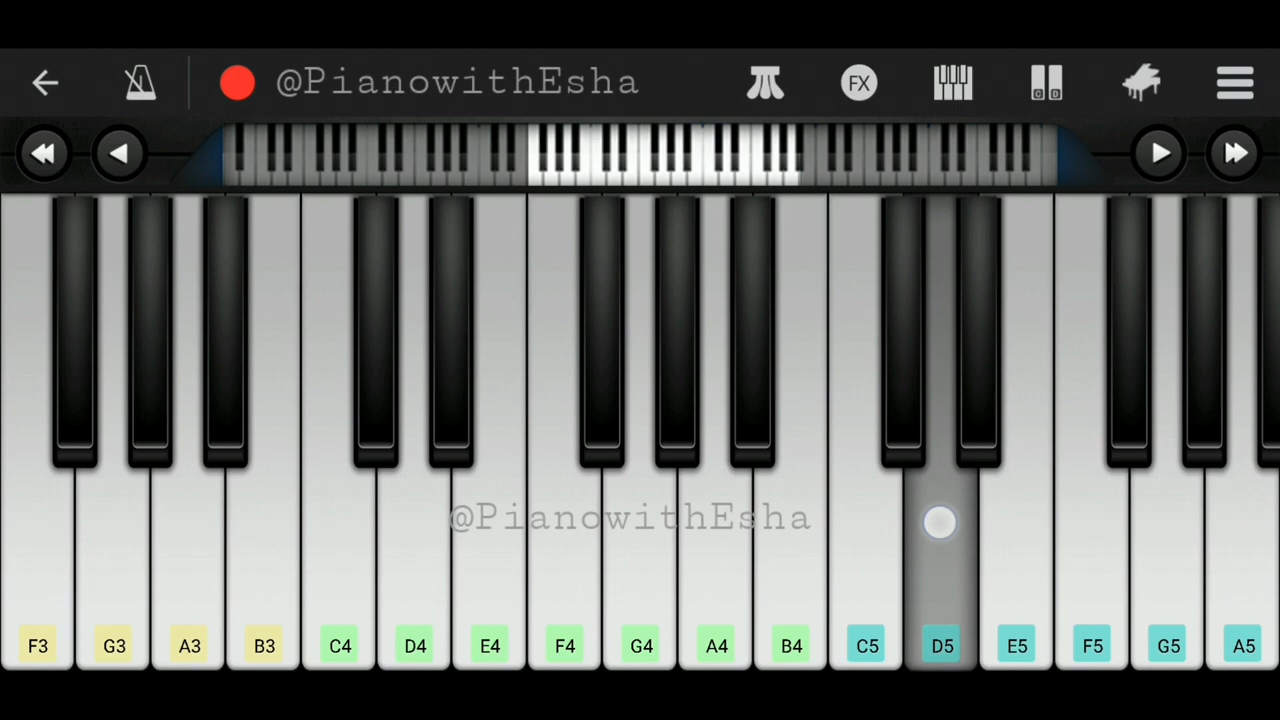 @PianowithEsha
FX
C D
@PianowithEsha
F3 G3 A3 B3 C4 D4 E4 F4 G4 A4 B4 C5 D5 E5 F5 G5 A5